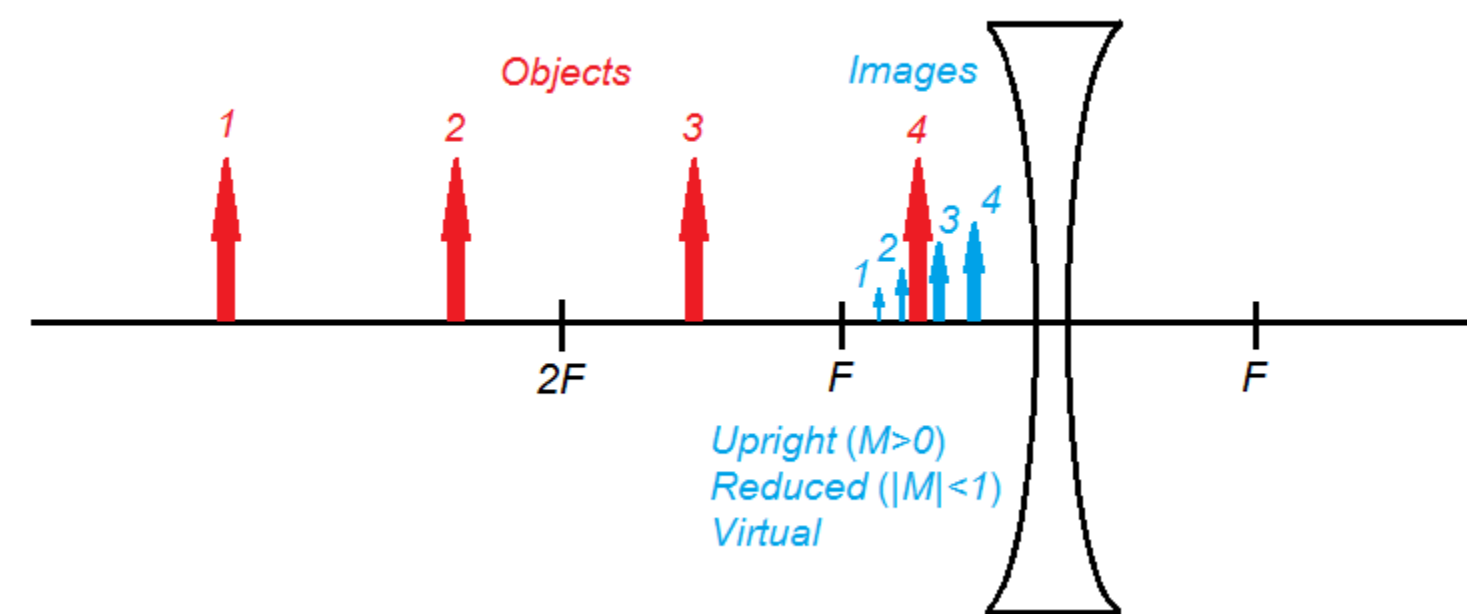 Objects
Images
1
2
3
4
1
2
3
4
2F
F
F
Upright (M>0)
Reduced (|M|<1)
Virtual